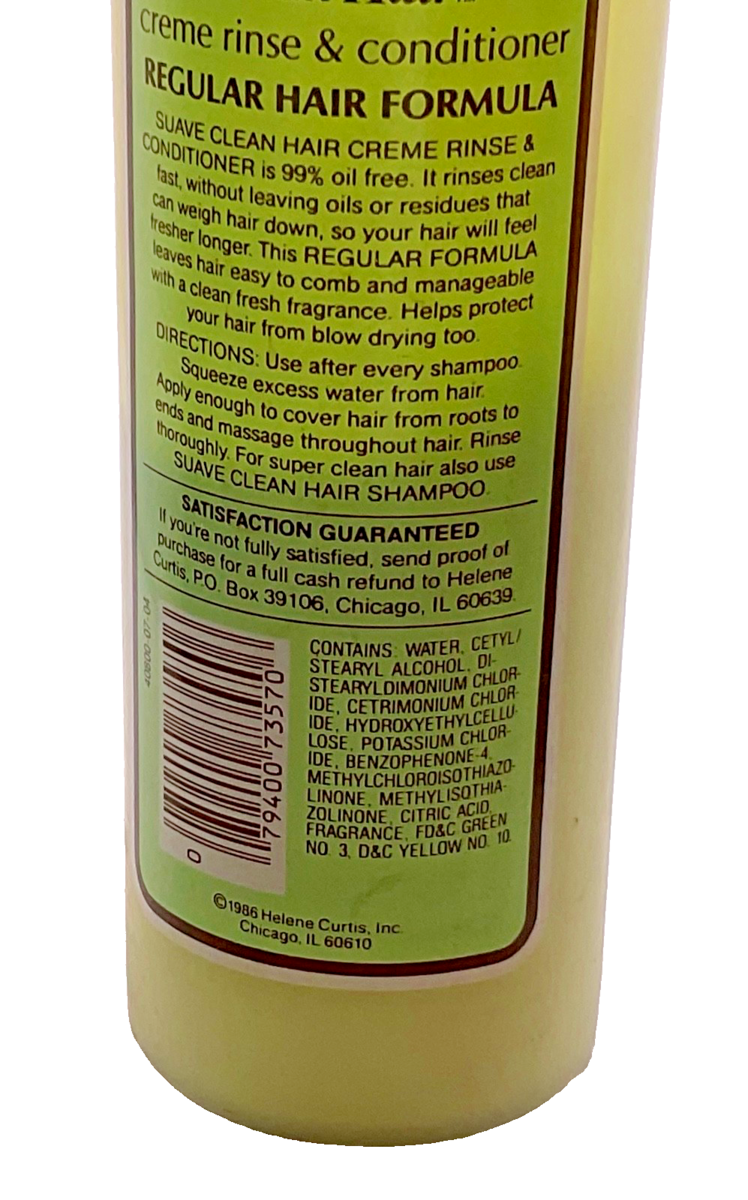 creme rinse & conditioner
REGULAR HAIR FORMULA
SUAVE CLEAN HAIR CREME RINSE &
CONDITIONER is 99% oil free. It rinses clean
fast, without leaving oils or residues that
can weigh hair down, so your hair will feel
fresher longer. This REGULAR FORMULA
leaves hair easy to comb and manageable
with a clean fresh fragrance. Helps protect
your hair from blow drying too.
DIRECTIONS: Use after every shampoo.
Squeeze excess water from hair.
Apply enough to cover hair from roots to
ends and massage throughout hair. Rinse
thoroughly. For super clean hair also use
SUAVE CLEAN HAIR SHAMPOO.
SATISFACTION GUARANTEED
If you're not fully satisfied, send proof of
purchase for a full cash refund to Helene
Curtis, P.O. Box 39106, Chicago, IL 60639.
40800-07-04
0 79400 73570
CONTAINS: WATER, CETYL/
STEARYL ALCOHOL, DI-
STEARYLDIMONIUM CHLOR-
IDE, CETRIMONIUM CHLOR-
IDE, HYDROXYETHYLCELLU-
LOSE, POTASSIUM CHLOR-
IDE, BENZOPHENONE-4,
METHYLCHLOROISOTHIAZO-
LINONE, METHYLISOTHIA-
ZOLINONE, CITRIC ACID,
FRAGRANCE, FD&C GREEN
NO. 3, D&C YELLOW NO. 10.
©1986 Helene Curtis, Inc.
Chicago, IL 60610